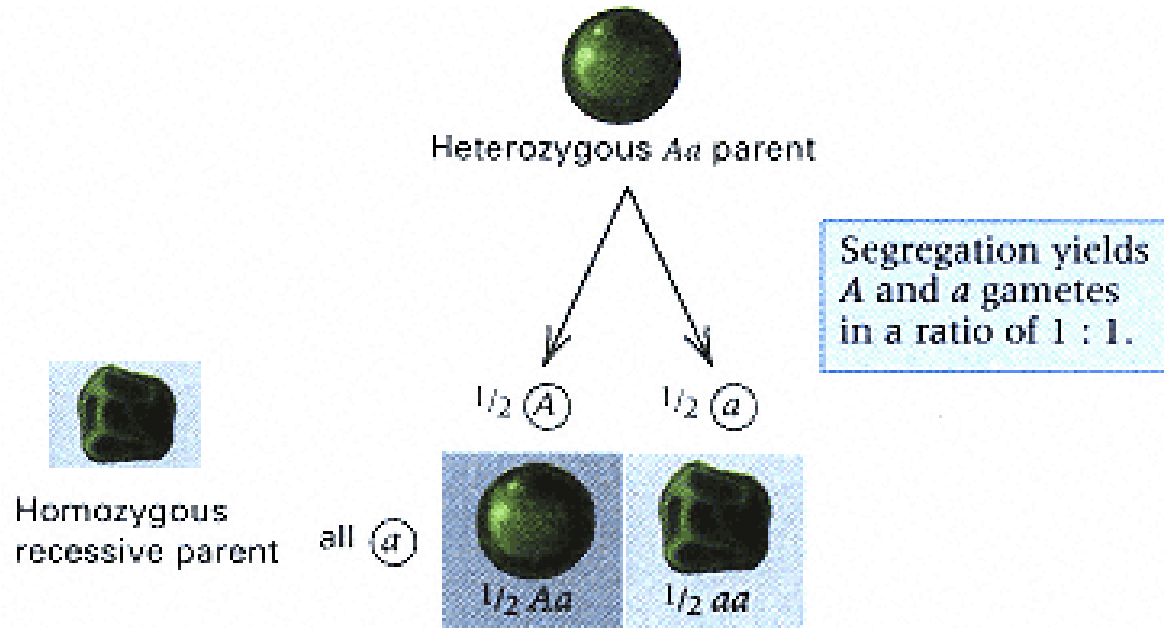 Heterozygous Aa parent
Segregation yields
A and a gametes
in a ratio of 1 : 1.
1/2 A
1/2 a
Homozygous
recessive parent
all a
1/2 Aa
1/2 aa